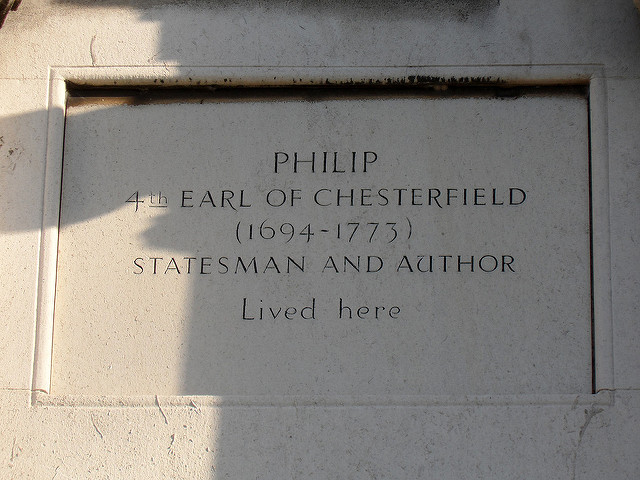 PHILIP
4th EARL OF CHESTERFIELD
(1694-1773)
STATESMAN AND AUTHOR
Lived here